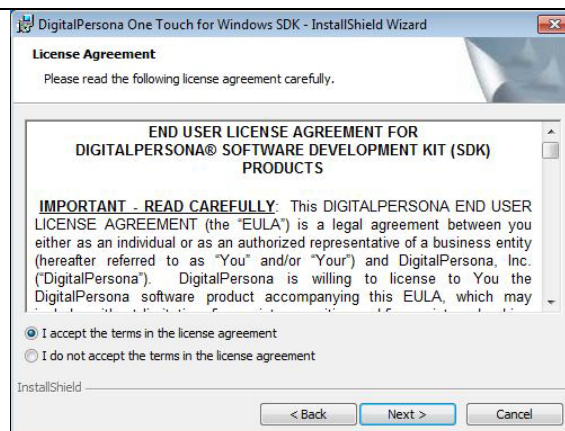 DigitalPersona One Touch for Windows SDK - InstallShield Wizard
License Agreement
Please read the following license agreement carefully.
END USER LICENSE AGREEMENT FOR
DIGITALPERSONA® SOFTWARE DEVELOPMENT KIT (SDK)
PRODUCTS
IMPORTANT - READ CAREFULLY: This DIGITALPERSONA END USER
LICENSE AGREEMENT (the “EULA”) is a legal agreement between you
either as an individual or as an authorized representative of a business entity
(hereafter referred to as “You” and/or “Your”) and DigitalPersona, Inc.
(“DigitalPersona”). DigitalPersona is willing to license to You the
DigitalPersona software product accompanying this EULA, which may
I accept the terms in the license agreement
I do not accept the terms in the license agreement
InstallShield
< Back
Next >
Cancel